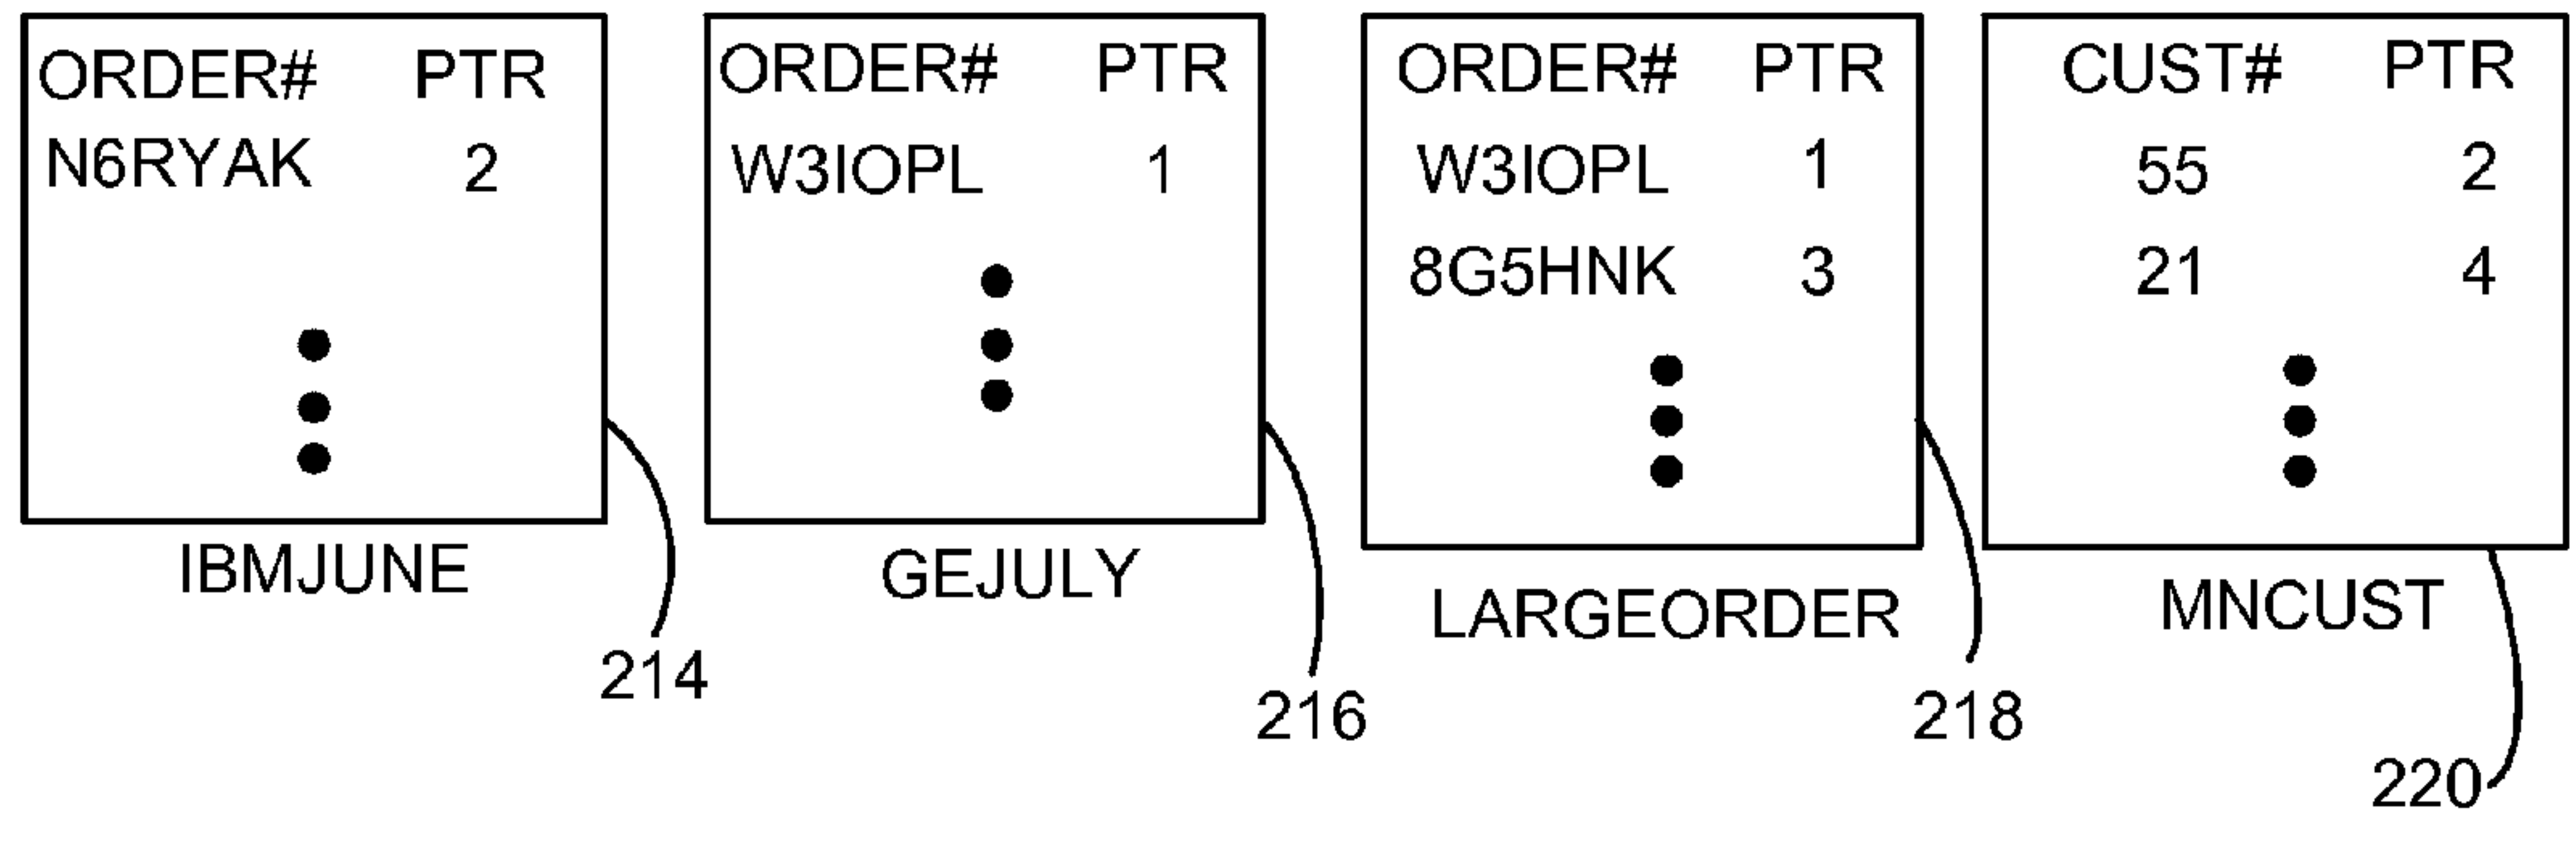 ORDER# PTR
N6RYAK 2
IBMJUNE
214
ORDER# PTR
W3IOPL 1
GEJULY
216
ORDER# PTR
W3IOPL 1
8G5HNK 3
LARGEORDER
218
CUST# PTR
55 2
21 4
MNCUST
220